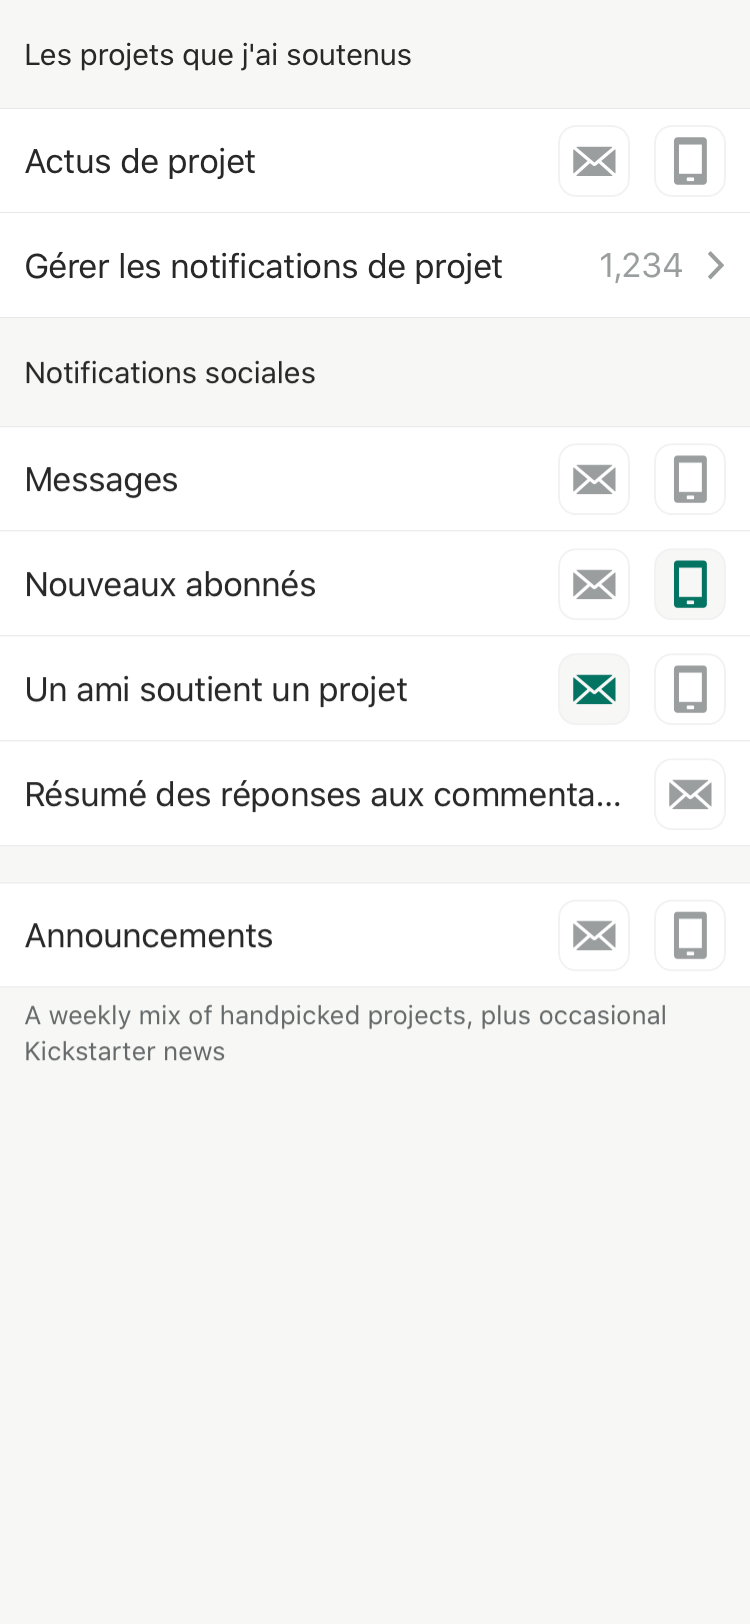 Les projets que j'ai soutenus
Actus de projet
Gérer les notifications de projet 1,234
Notifications sociales
Messages
Nouveaux abonnés
Un ami soutient un projet
Résumé des réponses aux commenta...
Announcements
A weekly mix of handpicked projects, plus occasional
Kickstarter news